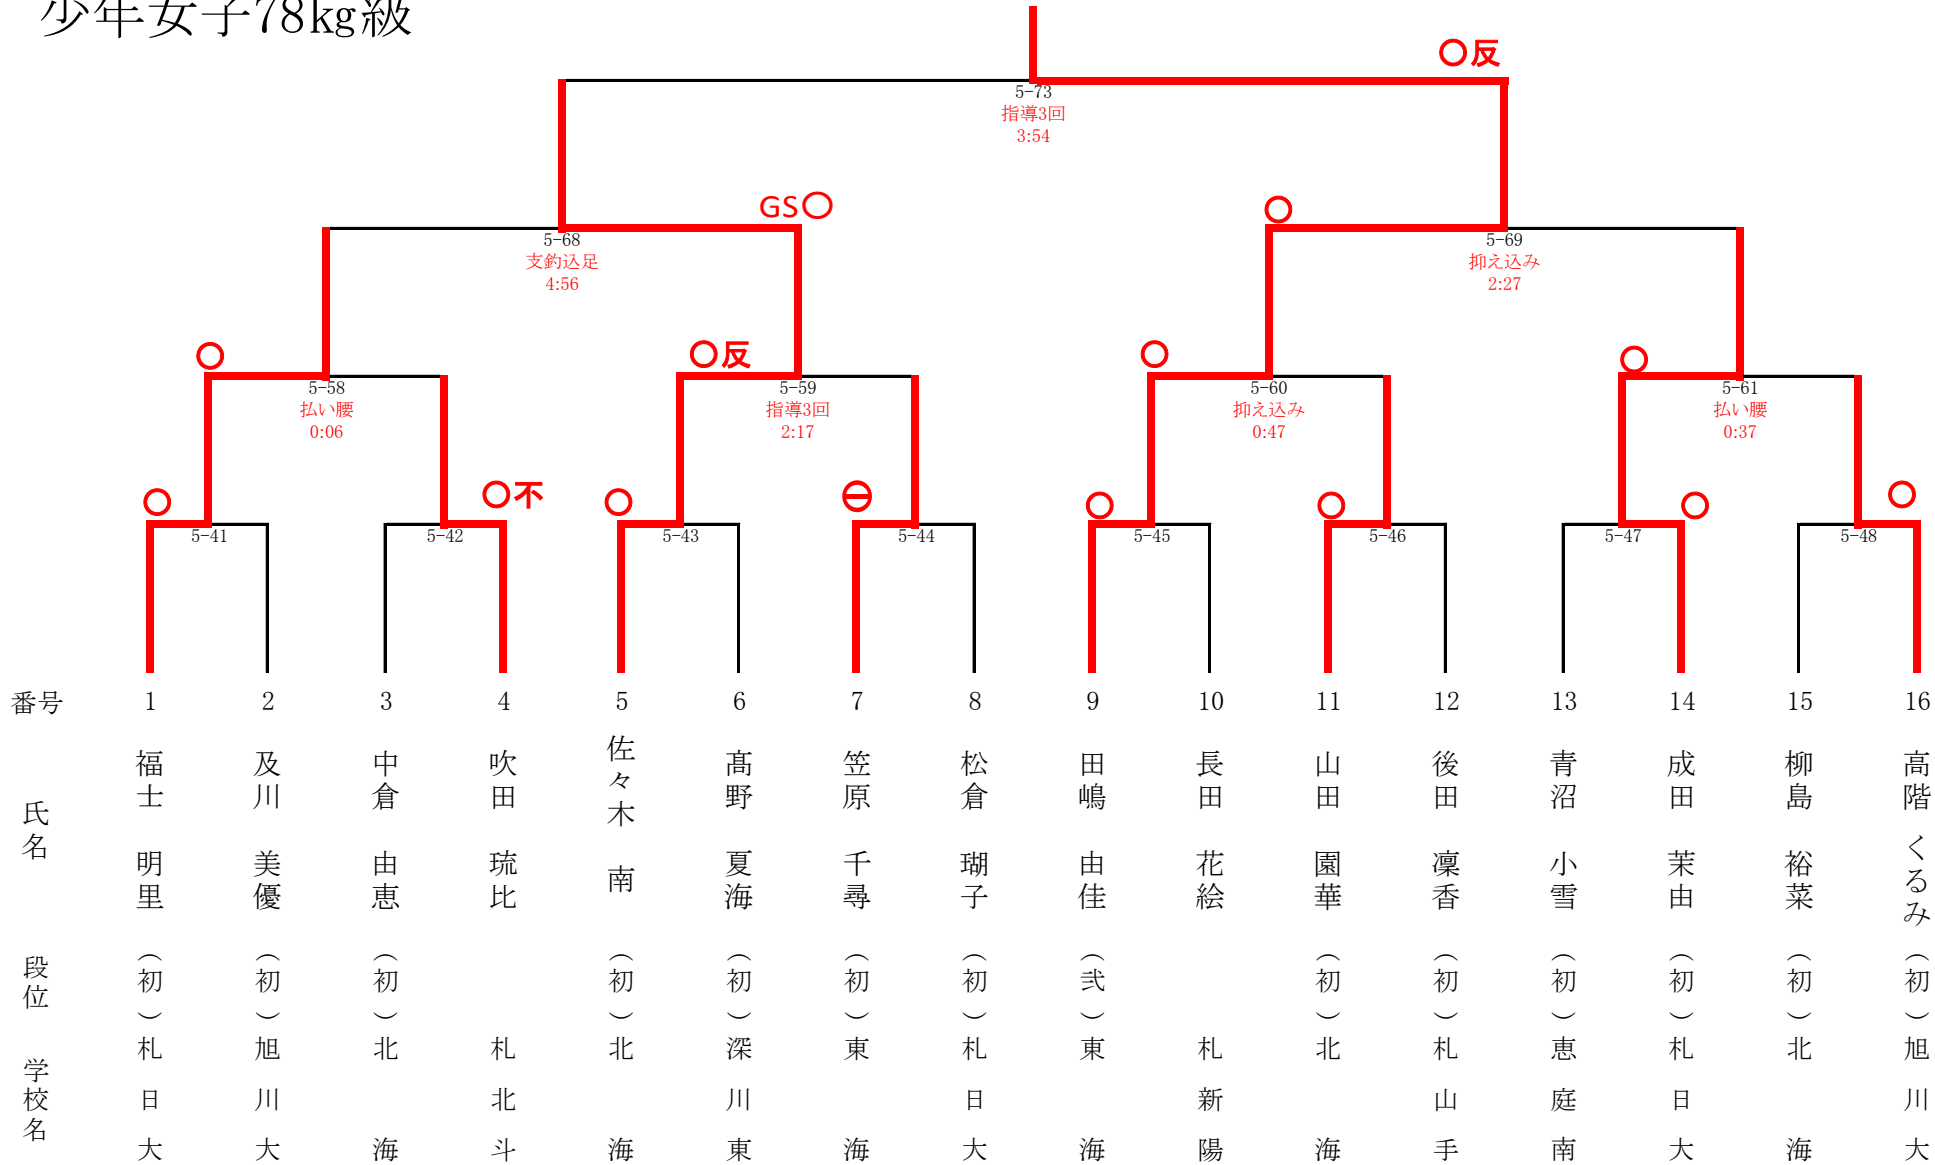 少年女子78kg級
○反
5-73
指導3回
3:54
GS○
○
5-68
支釣込足
4:56
5-69
抑え込み
2:27
○
○反
○
○
5-58
払い腰
0:06
5-59
指導3回
2:17
5-60
抑え込み
0:47
5-61
払い腰
0:37
○
○不
○
⊖
○
○
○
○
5-41
5-42
5-43
5-44
5-45
5-46
5-47
5-48
番号 1 2 3 4 5 6 7 8 9 10 11 12 13 14 15 16
氏名
福士 明里
及川 美優
中倉 由恵
吹田 琉比
佐々木 南
髙野 夏海
笠原 千尋
松倉 瑚子
田嶋 由佳
長田 花絵
山田 園華
後田 凜香
青沼 小雪
成田 茉由
柳島 裕菜
高階 くるみ
段位
（初）
（初）
（初）
（初）
（初）
（初）
（初）
（弐）
（初）
（初）
（初）
（初）
（初）
（初）
学校名
札日大
旭川大
北海
札北斗
北海
深川東
東海
札日大
東海
札新陽
北海
札山手
恵庭南
札日大
北海
旭川大